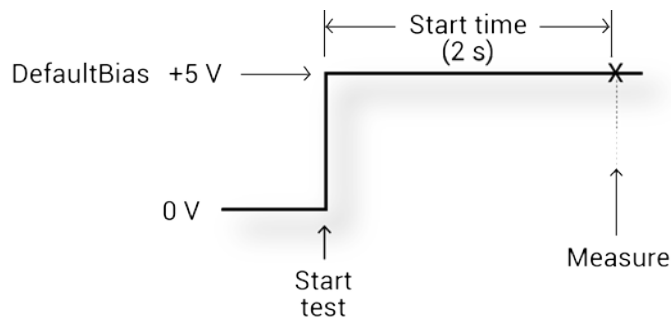 Start time
(2 s)
DefaultBias +5 V
X
0 V
Start
test
Measure